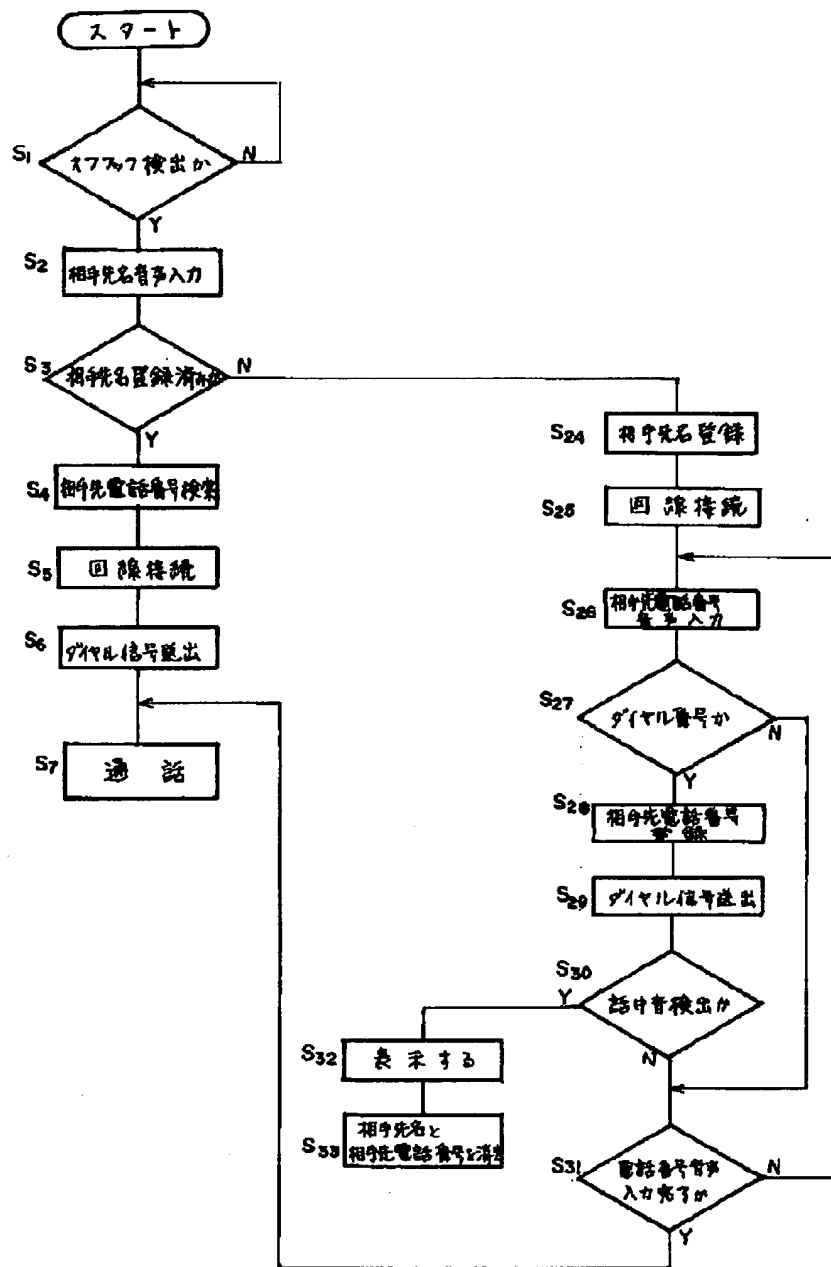 スタート
S1
オフフック検出か
N
Y
S2
相手先名音声入力
S3
相手先名登録済みか
N
Y
S4
相手先電話番号検索
S5
回線接続
S6
ダイヤル信号送出
S7
通話
S24
相手先名登録
S25
回線接続
S26
相手先電話番号
音声入力
S27
ダイヤル番号か
N
Y
S28
相手先電話番号
登録
S29
ダイヤル信号送出
S30
話中音検出か
Y
N
S32
表示する
S33
相手先名と
相手先電話番号を消去
S31
電話番号音声
入力完了か
N
Y